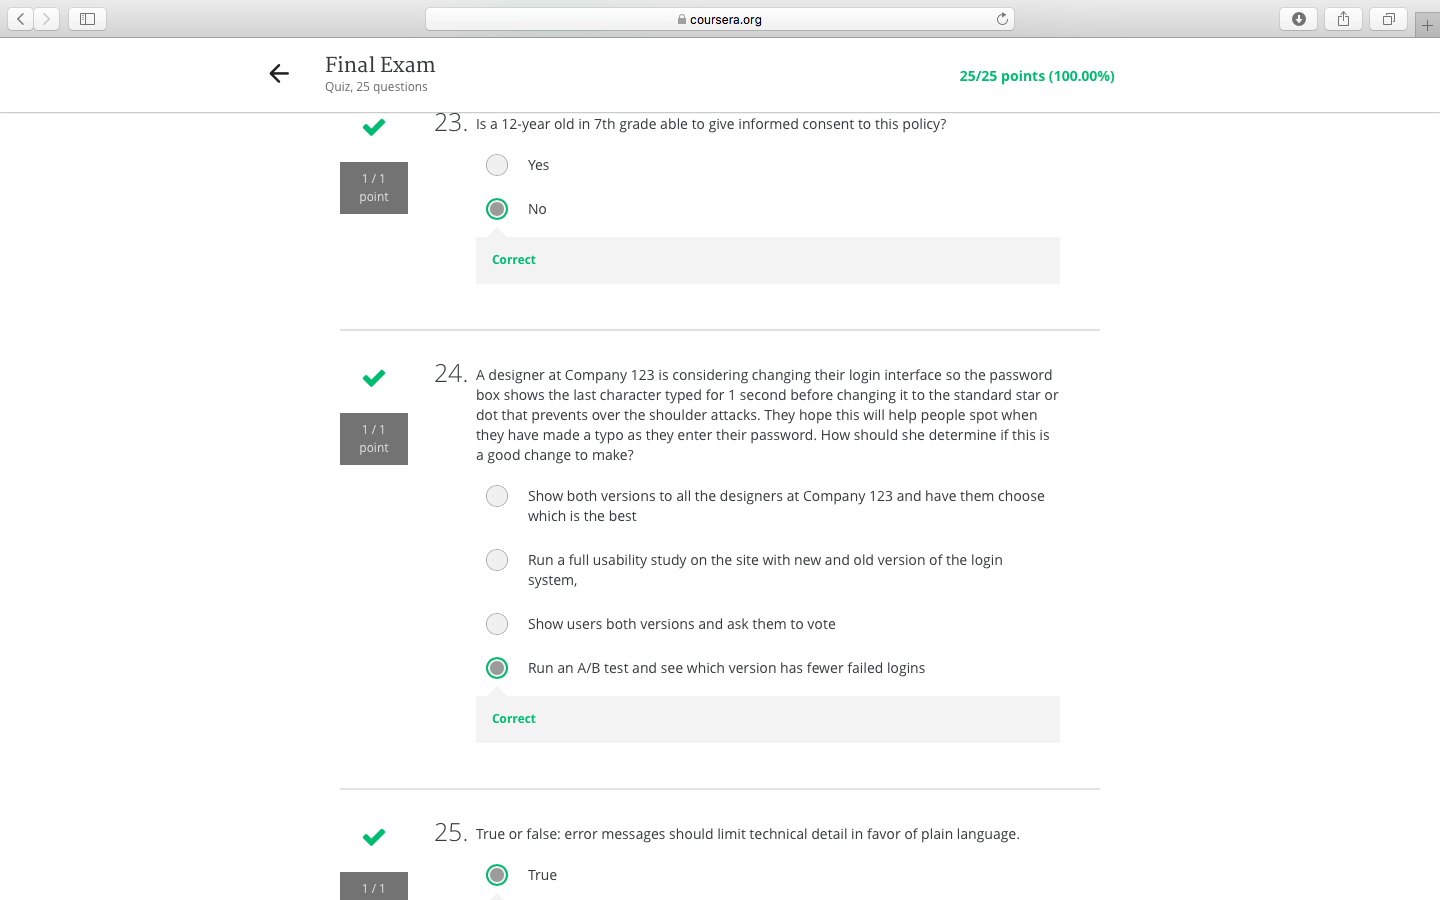 coursera.org
Final Exam
Quiz, 25 questions
25/25 points (100.00%)
23. Is a 12-year old in 7th grade able to give informed consent to this policy?
1 / 1
point
Yes
No
Correct
24. A designer at Company 123 is considering changing their login interface so the password
box shows the last character typed for 1 second before changing it to the standard star or
dot that prevents over the shoulder attacks. They hope this will help people spot when
they have made a typo as they enter their password. How should she determine if this is
a good change to make?
1 / 1
point
Show both versions to all the designers at Company 123 and have them choose
which is the best
Run a full usability study on the site with new and old version of the login
system,
Show users both versions and ask them to vote
Run an A/B test and see which version has fewer failed logins
Correct
25. True or false: error messages should limit technical detail in favor of plain language.
1 / 1
True